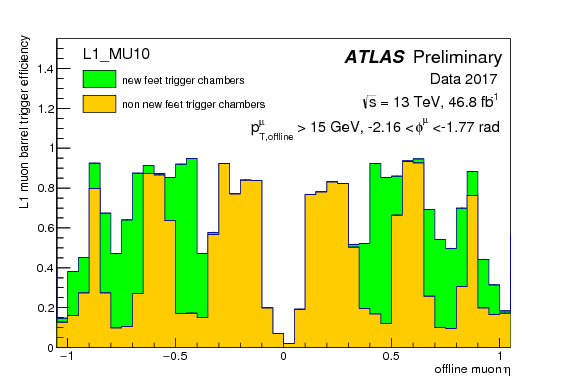 L1 muon barrel trigger efficiency
L1_MU10
new feet trigger chambers
non new feet trigger chambers
ATLAS Preliminary
Data 2017
√s = 13 TeV, 46.8 fb⁻¹
p^μ_T,offline > 15 GeV, -2.16 <ϕ^μ <-1.77 rad
1.4
1.2
1
0.8
0.6
0.4
0.2
0
−1 −0.5 0 0.5 1
offline muon η